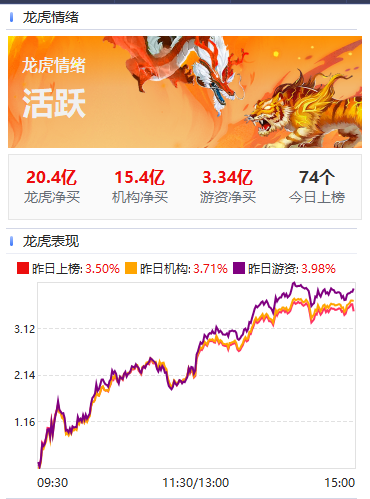 龙虎情绪
龙虎情绪
活跃
20.4亿 15.4亿 3.34亿 74个
龙虎净买 机构净买 游资净买 今日上榜
龙虎表现
昨日上榜: 3.50% 昨日机构: 3.71% 昨日游资: 3.98%
3.12
2.14
1.16
09:30 11:30/13:00 15:00